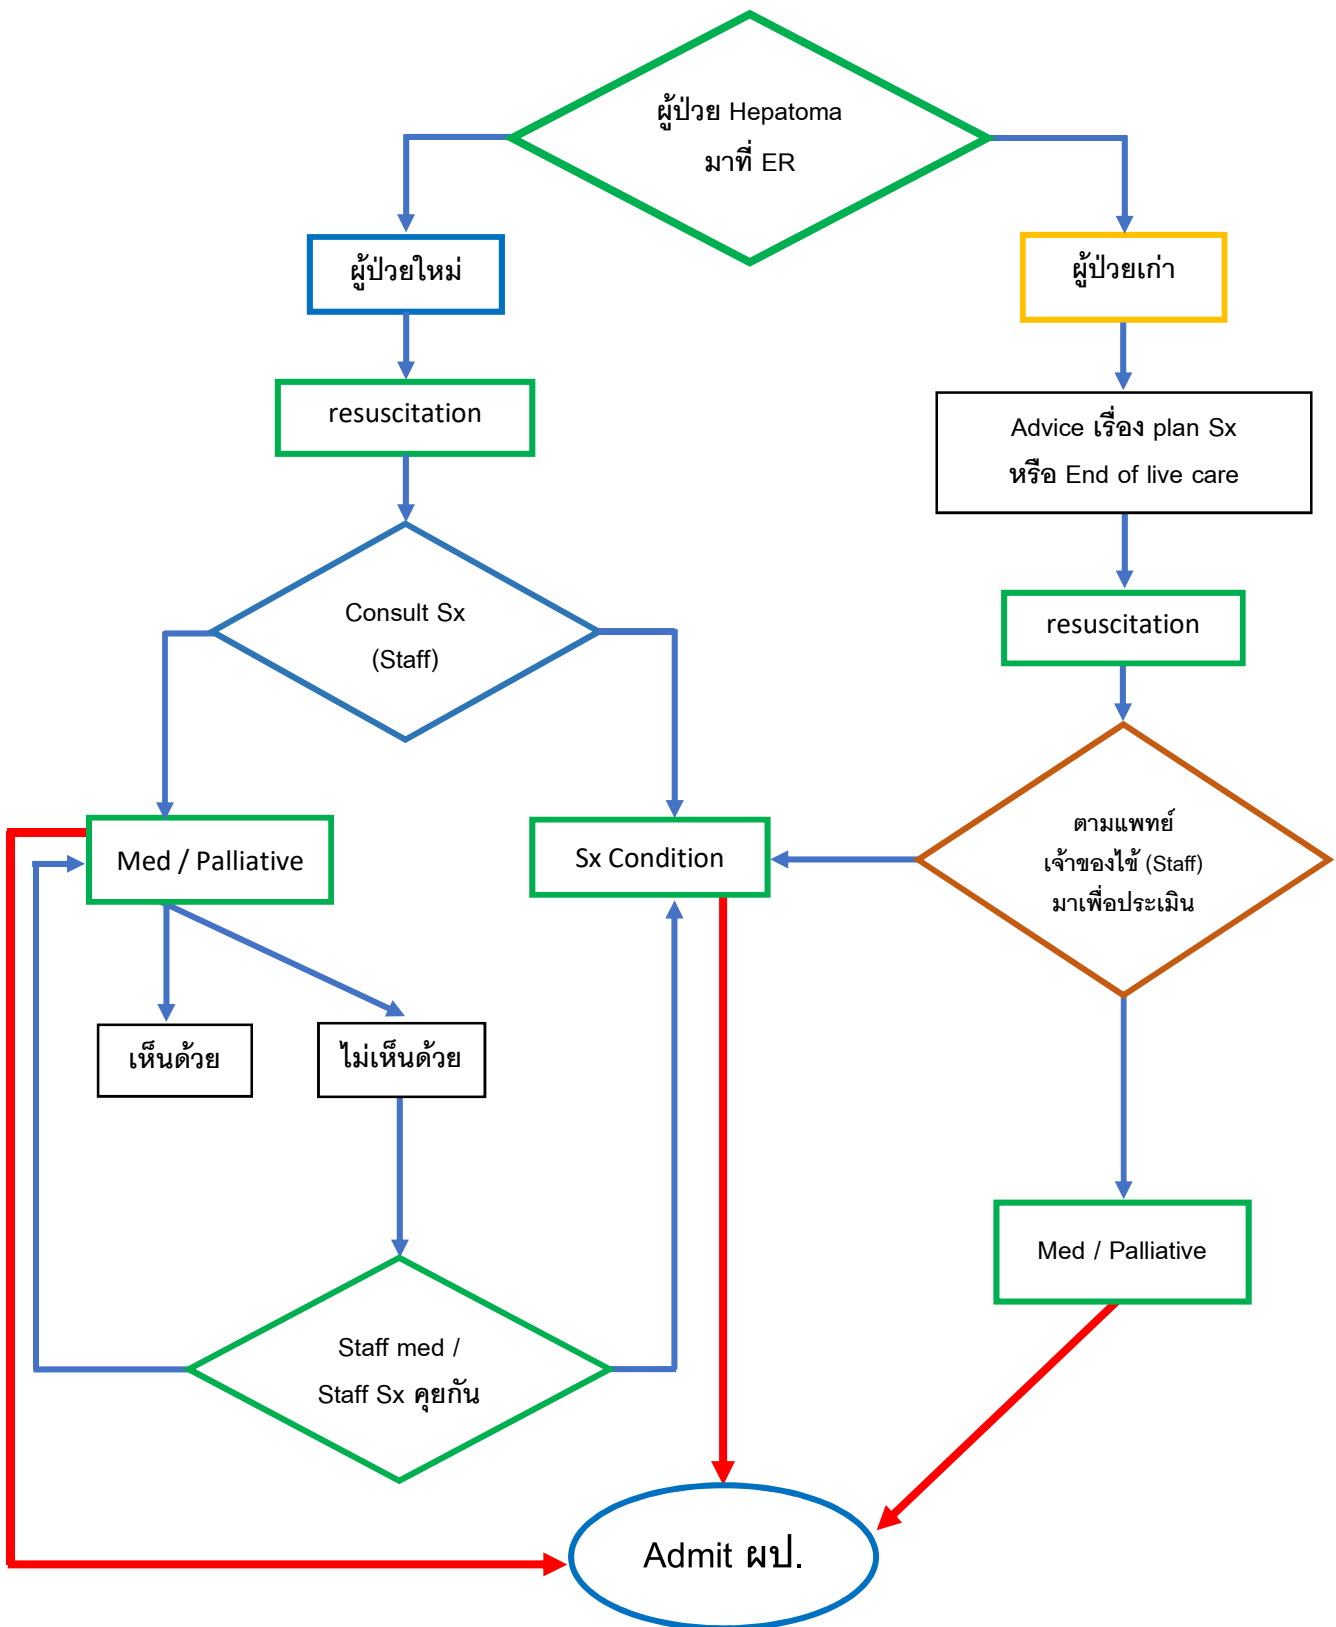 ผู้ป่วย Hepatoma
มาที่ ER
ผู้ป่วยใหม่
ผู้ป่วยเก่า
resuscitation
Advice เรื่อง plan Sx
หรือ End of live care
Consult Sx
(Staff)
resuscitation
Med / Palliative
Sx Condition
ตามแพทย์
เจ้าของไข้ (Staff)
มาเพื่อประเมิน
เห็นด้วย
ไม่เห็นด้วย
Med / Palliative
Staff med /
Staff Sx คุยกัน
Admit ผป.